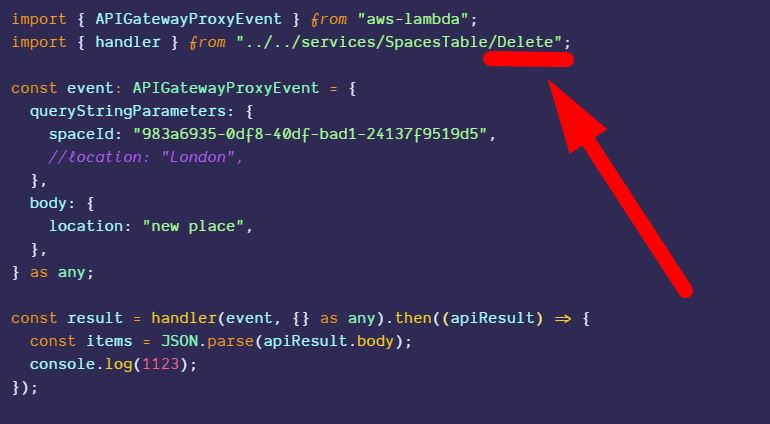 import { APIGatewayProxyEvent } from "aws-lambda";
import { handler } from "../../services/SpacesTable/Delete";
const event: APIGatewayProxyEvent = {
queryStringParameters: {
spaceId: "983a6935-0df8-40df-bad1-24137f9519d5",
//location: "London",
},
body: {
location: "new place",
},
} as any;
const result = handler(event, {} as any).then((apiResult) => {
const items = JSON.parse(apiResult.body);
console.log(1123);
});